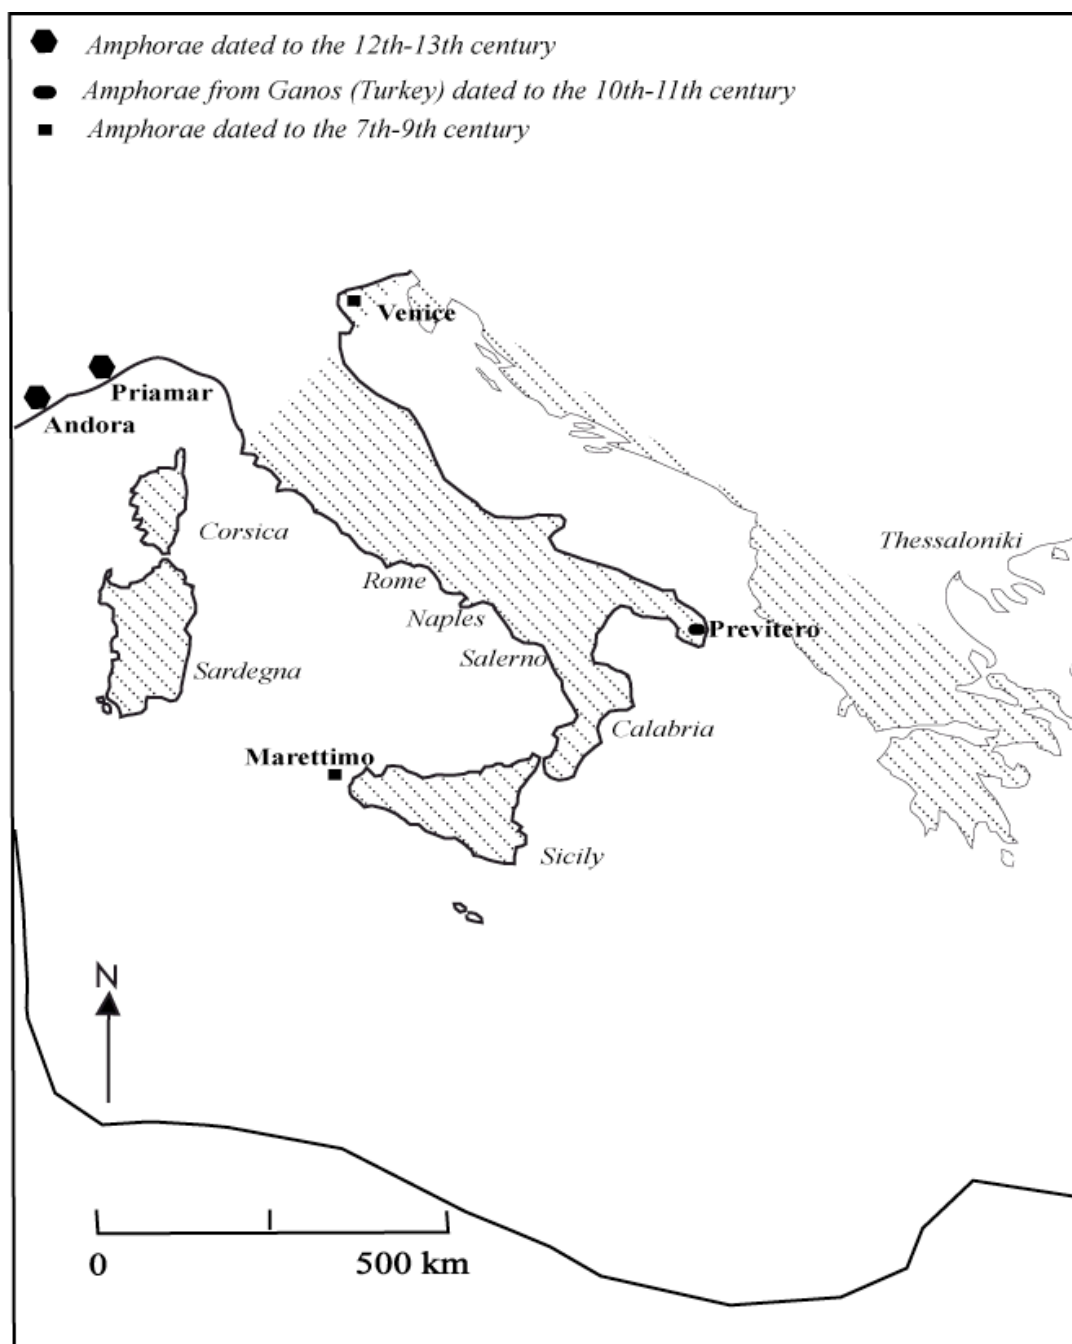 Amphorae dated to the 12th-13th century
Amphorae from Ganos (Turkey) dated to the 10th-11th century
Amphorae dated to the 7th-9th century
Venice
Priamar
Andora
Corsica
Thessaloniki
Rome
Naples
Previtero
Salerno
Sardegna
Calabria
Marettimo
Sicily
N
0 500 km